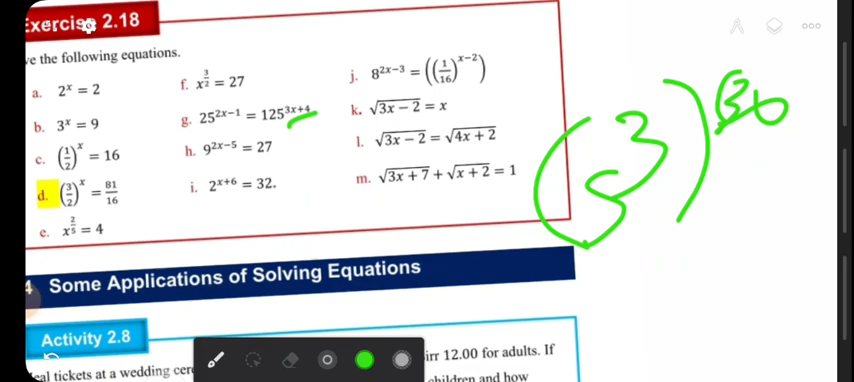 Exercise 2.18
ve the following equations.
a. 2^x = 2
b. 3^x = 9
c. (1/2)^x = 16
d. (3/2)^x = 81/16
e. x^(2/5) = 4
f. x^(3/2) = 27
g. 25^(2x−1) = 125^(3x+4)
h. 9^(2x−5) = 27
i. 2^(x+6) = 32.
j. 8^(2x−3) = ((1/16)^(x−2))
k. √(3x − 2) = x
l. √(3x − 2) = √(4x + 2)
m. √(3x + 7) + √(x + 2) = 1
(5^3)
4 Some Applications of Solving Equations
Activity 2.8
eal tickets at a wedding cer
irr 12.00 for adults. If
children and how